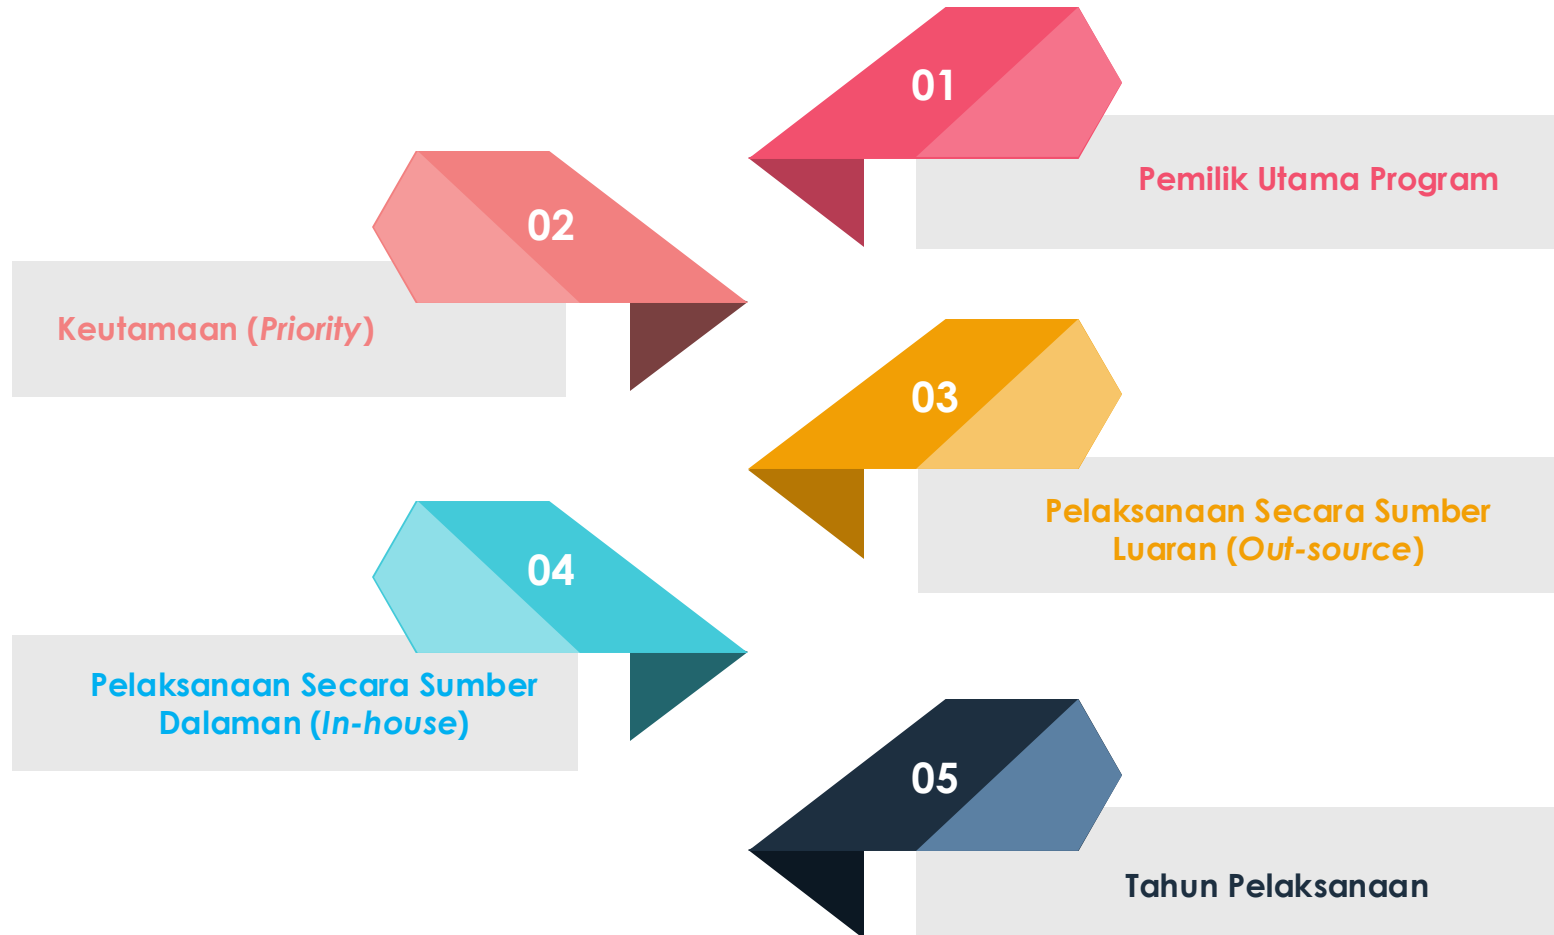 01
Pemilik Utama Program
02
Keutamaan (Priority)
03
Pelaksanaan Secara Sumber
Luaran (Out-source)
04
Pelaksanaan Secara Sumber
Dalaman (In-house)
05
Tahun Pelaksanaan